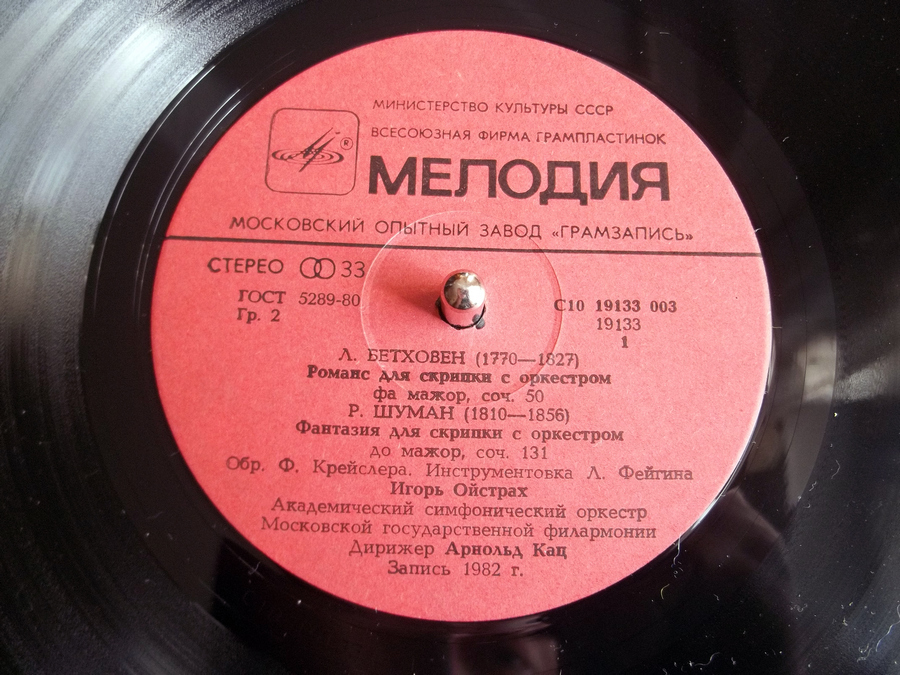 МИНИСТЕРСТВО КУЛЬТУРЫ СССР
ВСЕСОЮЗНАЯ ФИРМА ГРАМПЛАСТИНОК
®
МЕЛОДИЯ
МОСКОВСКИЙ ОПЫТНЫЙ ЗАВОД «ГРАМЗАПИСЬ»
СТЕРЕО 33
ГОСТ 5289-80
Гр. 2
С10 19133 003
19133
1
Л. БЕТХОВЕН (1770—1827)
Романс для скрипки с оркестром
фа мажор, соч. 50
Р. ШУМАН (1810—1856)
Фантазия для скрипки с оркестром
до мажор, соч. 131
Обр. Ф. Крейслера. Инструментовка Л. Фейгина
Игорь Ойстрах
Академический симфонический оркестр
Московской государственной филармонии
Дирижер Арнольд Кац
Запись 1982 г.